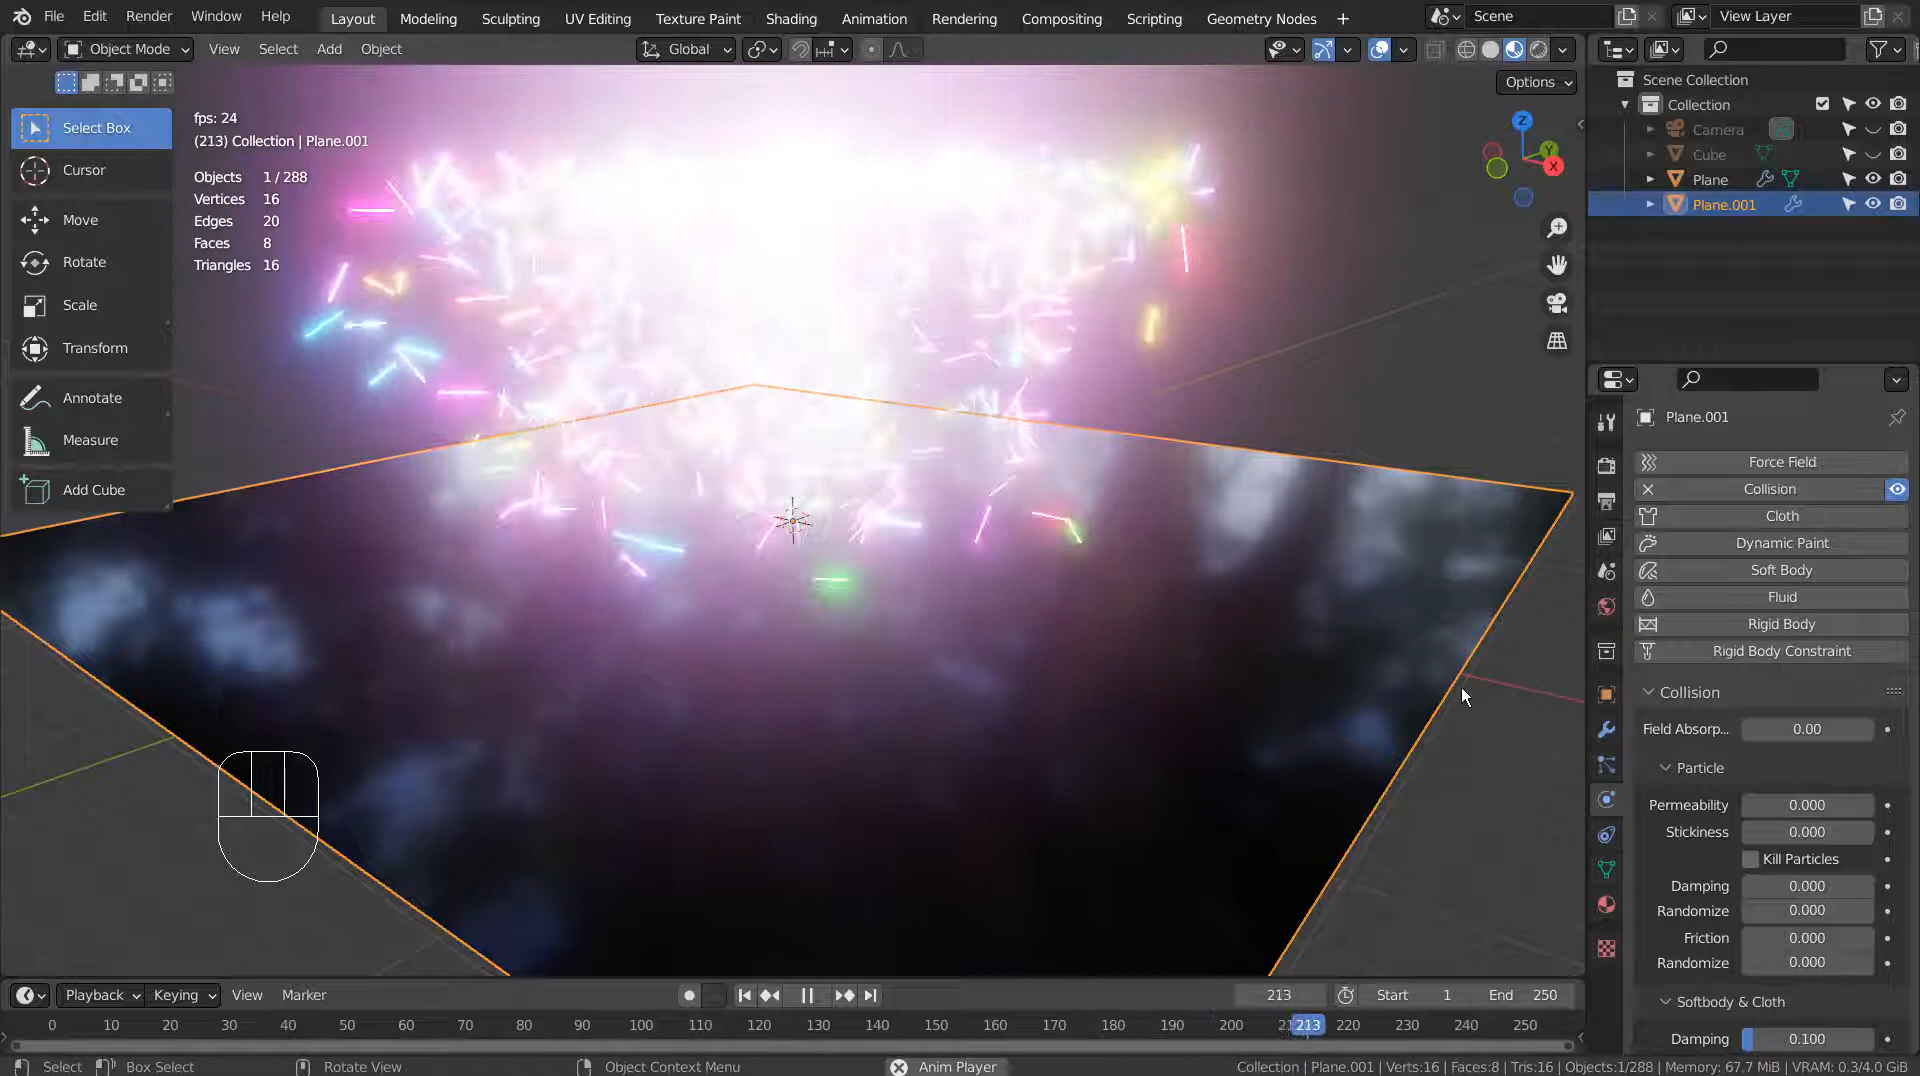 File Edit Render Window Help Layout Modeling Sculpting UV Editing Texture Paint Shading Animation Rendering Compositing Scripting Geometry Nodes + Scene View Layer
Object Mode View Select Add Object Global
Options
Select Box
Cursor
Move
Rotate
Scale
Transform
Annotate
Measure
Add Cube
fps: 24
(213) Collection | Plane.001
Objects 1 / 288
Vertices 16
Edges 20
Faces 8
Triangles 16
Z
Y
X
Scene Collection
Collection
Camera
Cube
Plane
Plane.001
Plane.001
Force Field
Collision
Cloth
Dynamic Paint
Soft Body
Fluid
Rigid Body
Rigid Body Constraint
Collision
Field Absorp... 0.00
Particle
Permeability 0.000
Stickiness 0.000
Kill Particles
Damping 0.000
Randomize 0.000
Friction 0.000
Randomize 0.000
Softbody & Cloth
Damping 0.100
Playback Keying View Marker 213 Start 1 End 250
0 10 20 30 40 50 60 70 80 90 100 110 120 130 140 150 160 170 180 190 200 213 220 230 240 250
Select Box Select Rotate View Object Context Menu Anim Player Collection | Plane.001 | Verts:16 | Faces:8 | Tris:16 | Objects:1/288 | Memory: 67.7 MiB | VRAM: 0.3/4.0 GiB